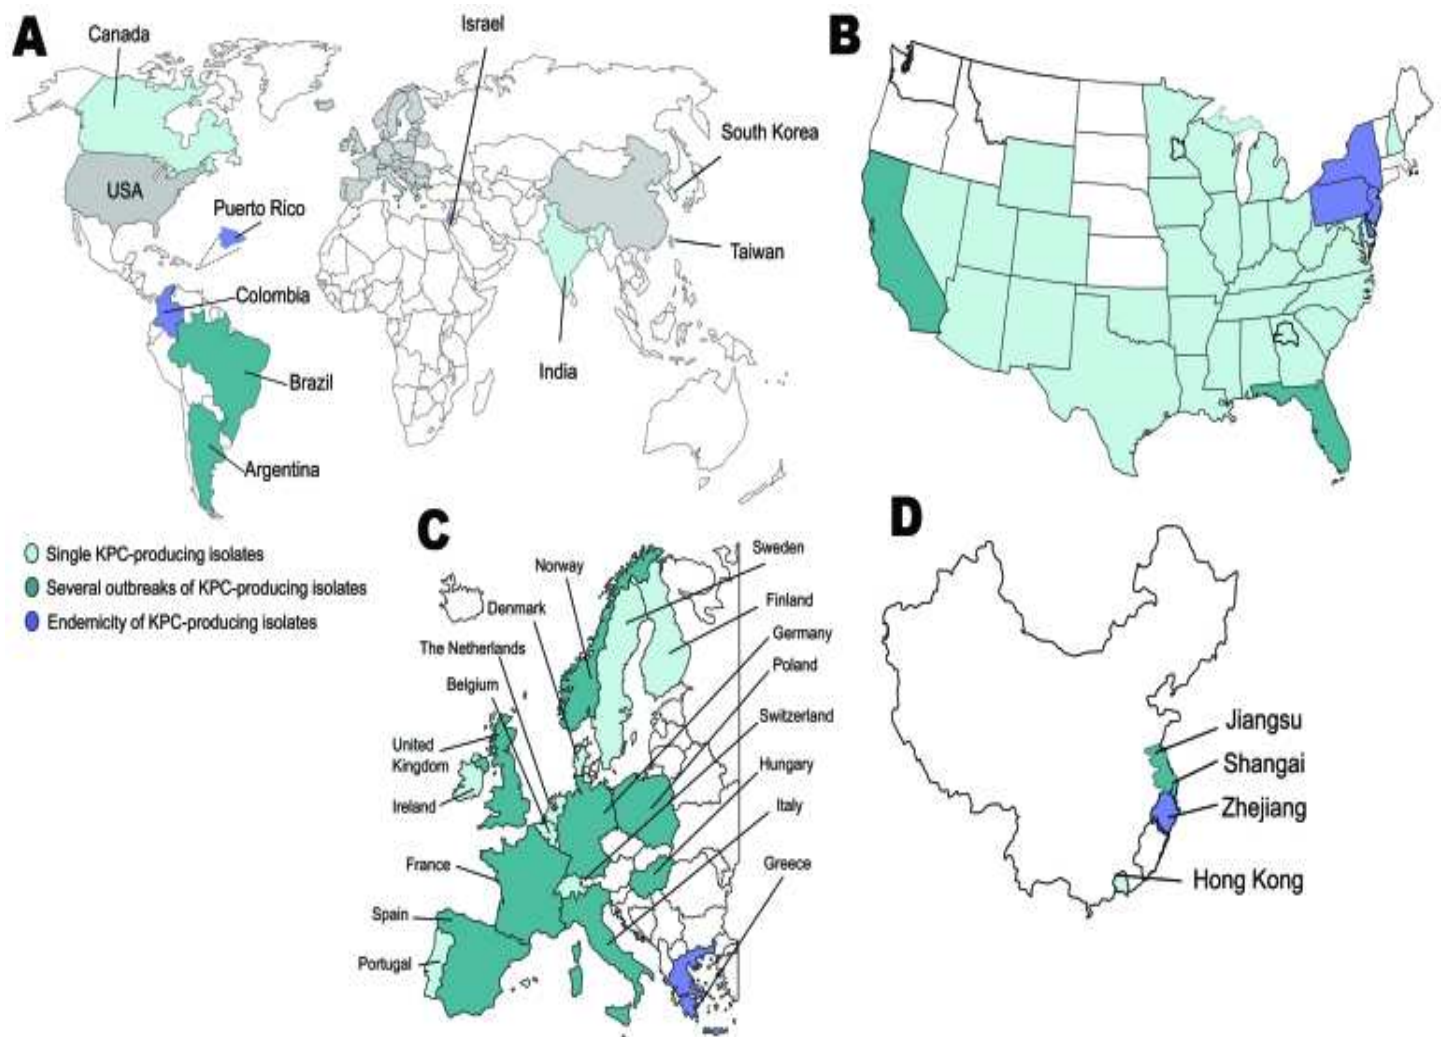 A
Canada
Israel
South Korea
USA
Puerto Rico
Taiwan
Colombia
India
Brazil
Argentina
Single KPC-producing isolates
Several outbreaks of KPC-producing isolates
Endemicity of KPC-producing isolates
B
C
Sweden
Norway
Finland
Denmark
Germany
The Netherlands
Poland
Belgium
Switzerland
United
Kingdom
Hungary
Ireland
Italy
France
Greece
Spain
Portugal
D
Jiangsu
Shangai
Zhejiang
Hong Kong